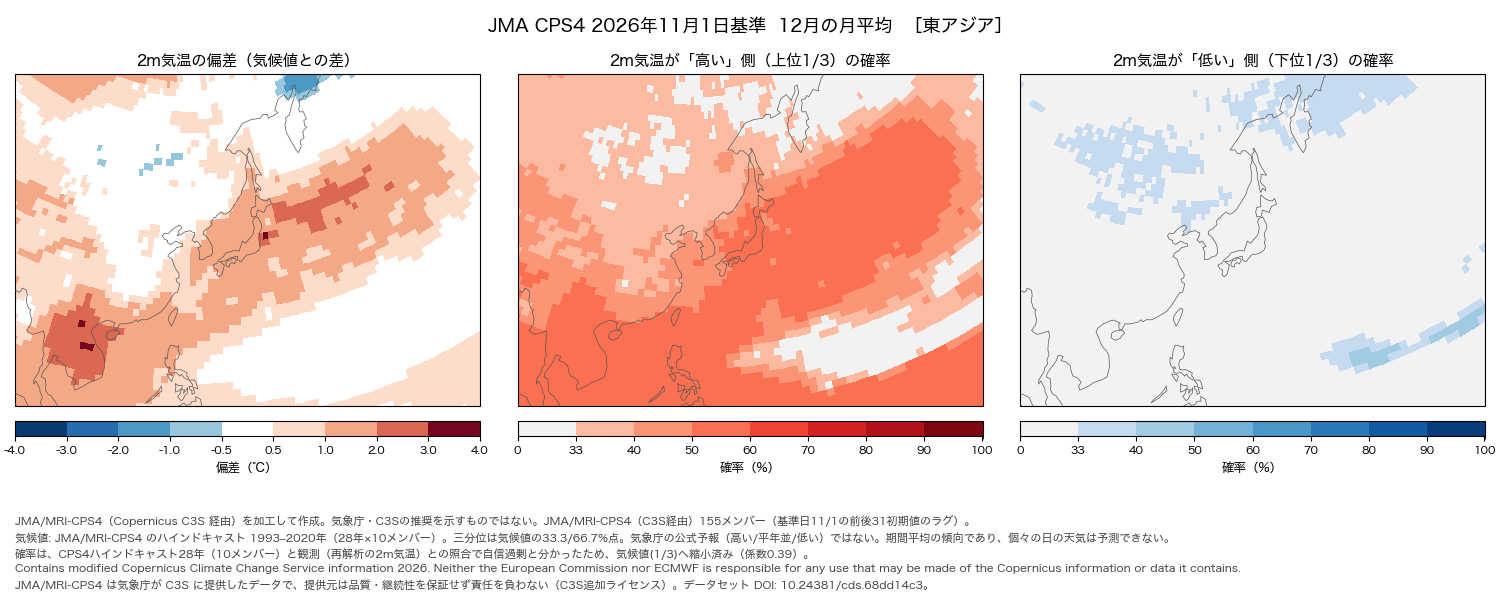 JMA CPS4 2026年11月1日基準 12月の月平均 ［東アジア］
2m気温の偏差（気候値との差）
2m気温が「高い」側（上位1/3）の確率
2m気温が「低い」側（下位1/3）の確率
-4.0 -3.0 -2.0 -1.0 -0.5 0.5 1.0 2.0 3.0 4.0
偏差（℃）
0 33 40 50 60 70 80 90 100
確率（%）
0 33 40 50 60 70 80 90 100
確率（%）
JMA/MRI-CPS4（Copernicus C3S 経由）を加工して作成。気象庁・C3Sの推奨を示すものではない。JMA/MRI-CPS4（C3S経由）155メンバー（基準日11/1の前後31初期値のラグ）。
気候値: JMA/MRI-CPS4 のハインドキャスト 1993–2020年（28年×10メンバー）。三分位は気候値の33.3/66.7%点。気象庁の公式予報（高い/平年並/低い）ではない。期間平均の傾向であり、個々の日の天気は予測できない。
確率は、CPS4ハインドキャスト28年（10メンバー）と観測（再解析の2m気温）との照合で自信過剰と分かったため、気候値(1/3)へ縮小済み（係数0.39）。
Contains modified Copernicus Climate Change Service information 2026. Neither the European Commission nor ECMWF is responsible for any use that may be made of the Copernicus information or data it contains.
JMA/MRI-CPS4 は気象庁が C3S に提供したデータで、提供元は品質・継続性を保証せず責任を負わない（C3S追加ライセンス）。データセット DOI: 10.24381/cds.68dd14c3。